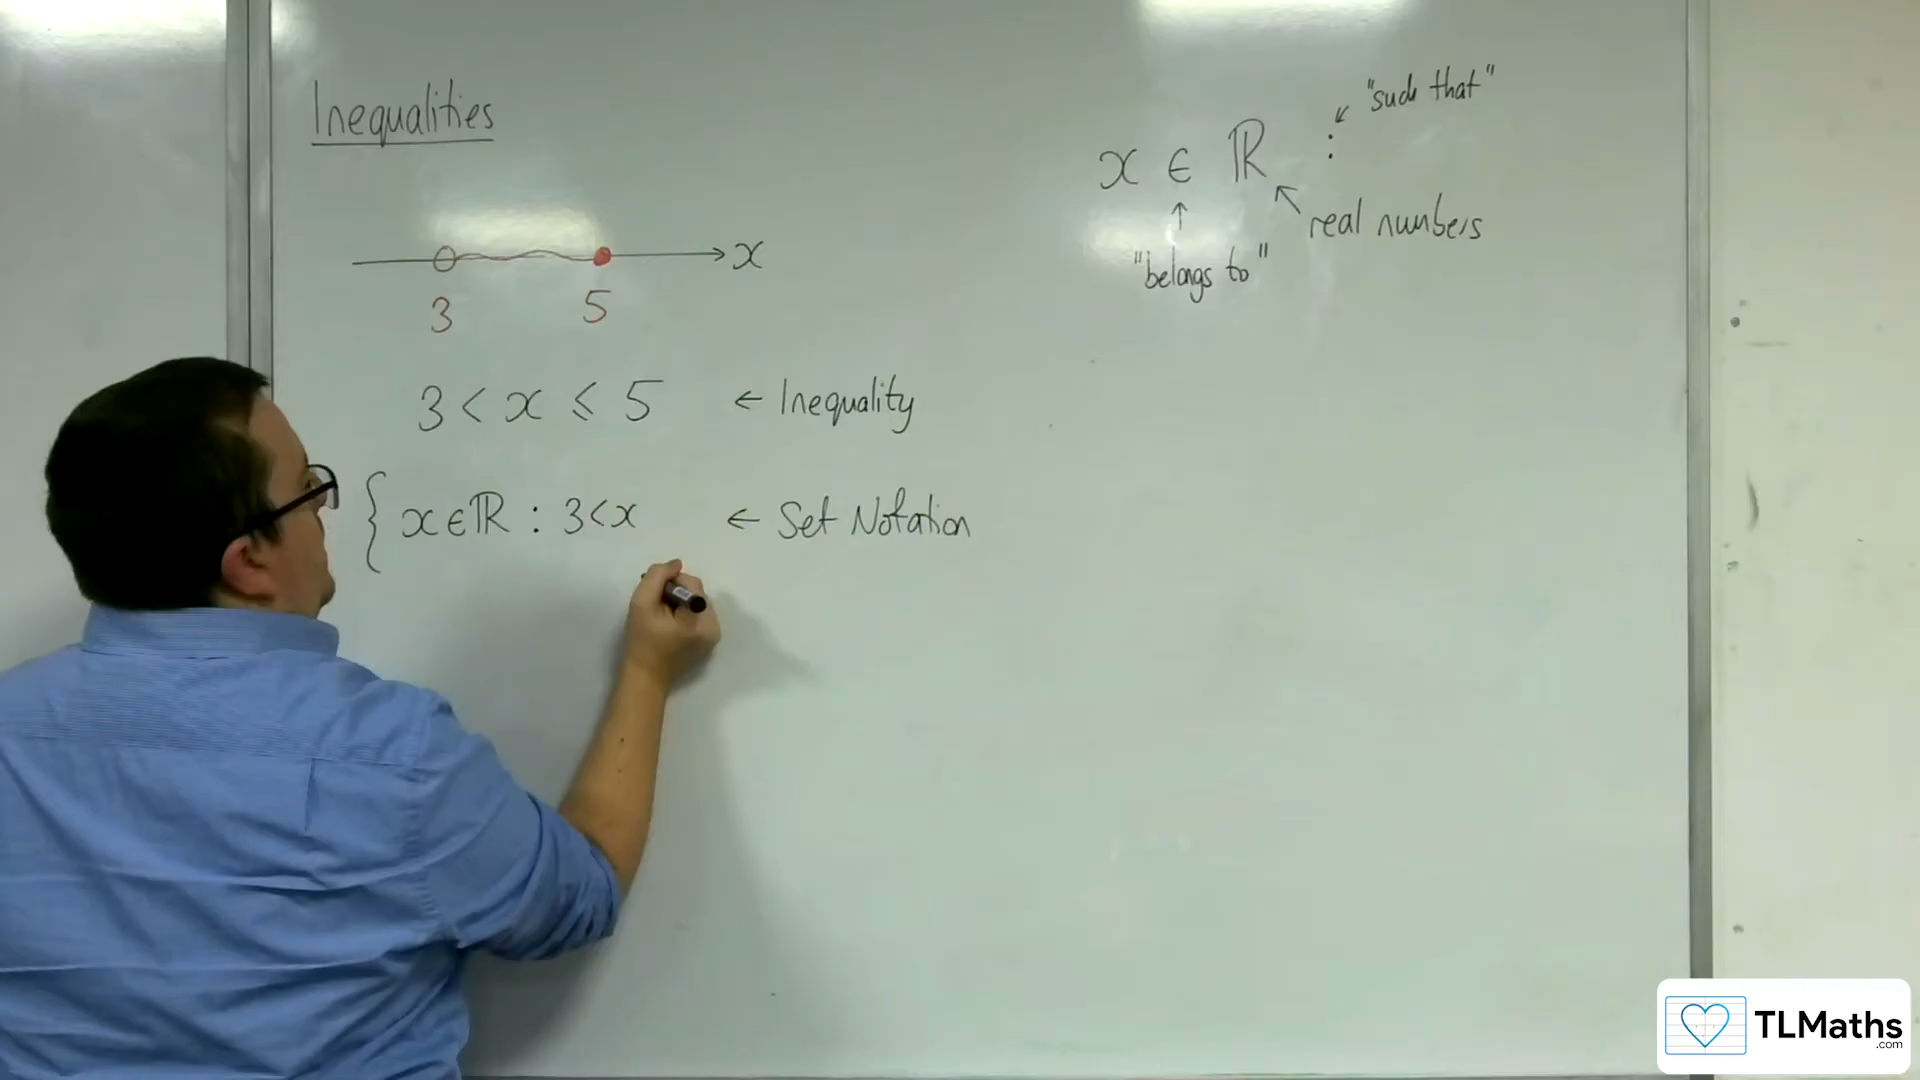 Inequalities
x
3 5
3 < x ⩽ 5 ← Inequality
{ x∈ℝ : 3<x ← Set Notation
"such that"
x ∈ ℝ :
real numbers
"belongs to"
TLMaths
.com